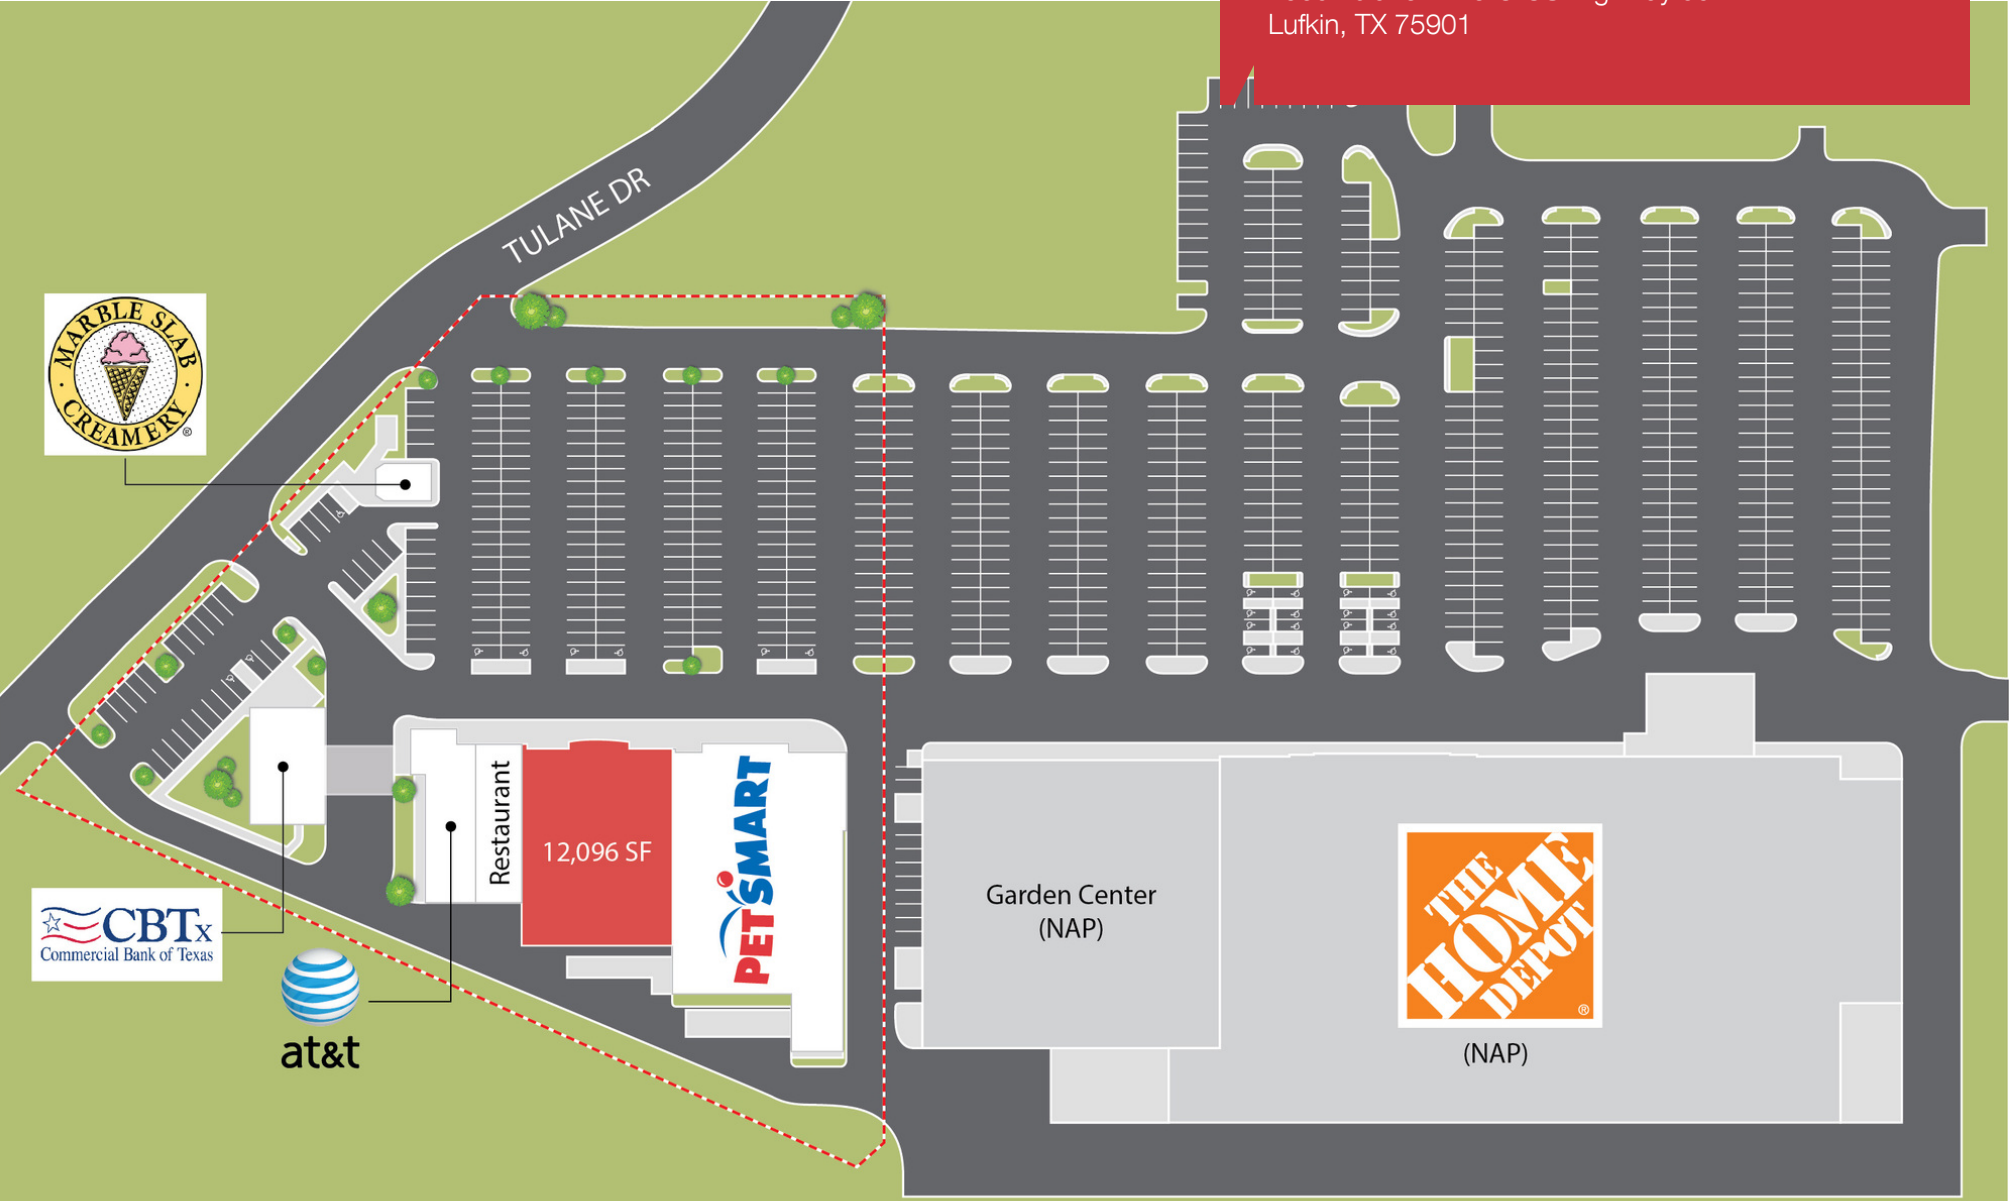 Lufkin, TX 75901
TULANE DR
MARBLE SLAB
CREAMERY
®
Restaurant
12,096 SF
PETSMART
Garden Center
(NAP)
THE
HOME
DEPOT
®
(NAP)
CBTx
Commercial Bank of Texas
at&t